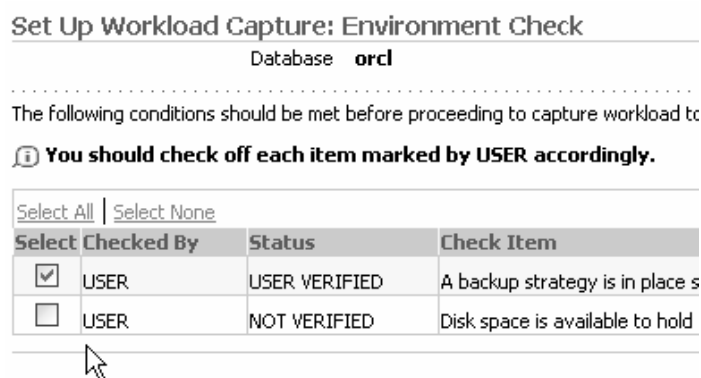 Set Up Workload Capture: Environment Check
Database orcl
The following conditions should be met before proceeding to capture workload to
You should check off each item marked by USER accordingly.
Select All | Select None
Select Checked By Status Check Item
USER USER VERIFIED A backup strategy is in place s
USER NOT VERIFIED Disk space is available to hold